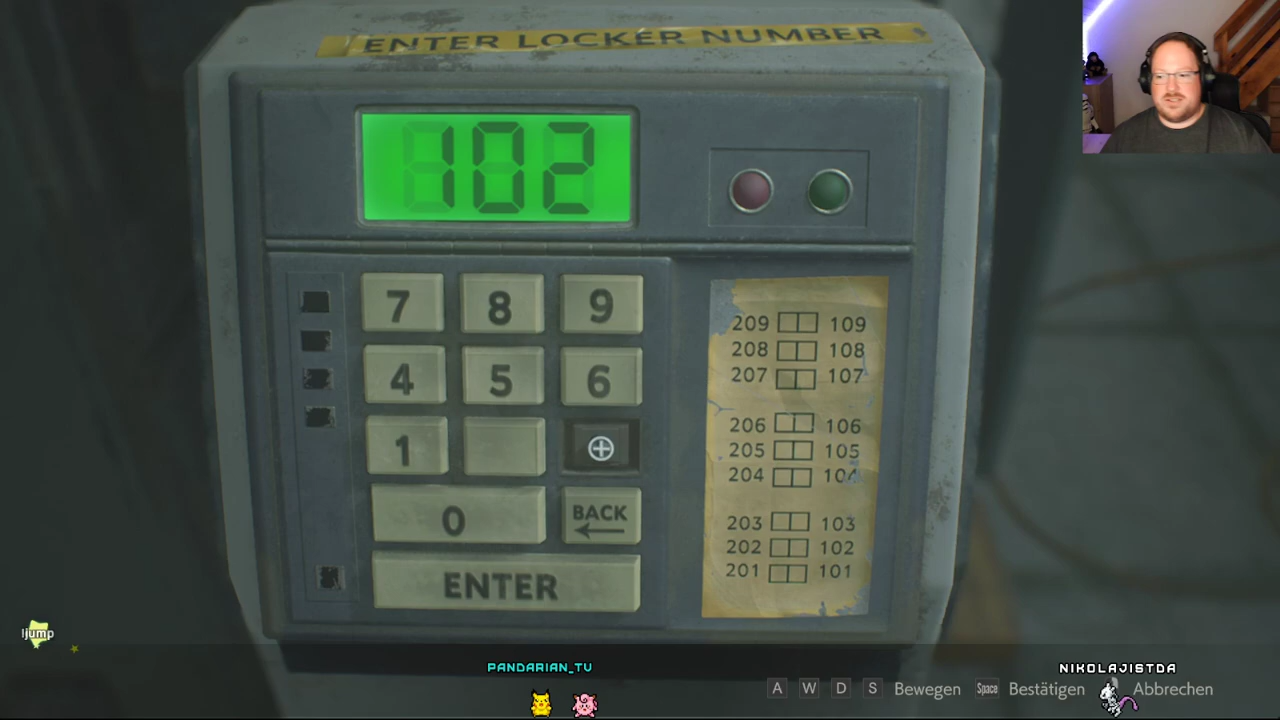 ENTER LOCKER NUMBER
102
7 8 9
4 5 6
1
0 BACK
ENTER
209 109
208 108
207 107
206 106
205 105
204 104
203 103
202 102
201 101
!jump
PANDARIAN_TV
NIKOLAJISTDA
A W D S Bewegen Space Bestätigen Abbrechen